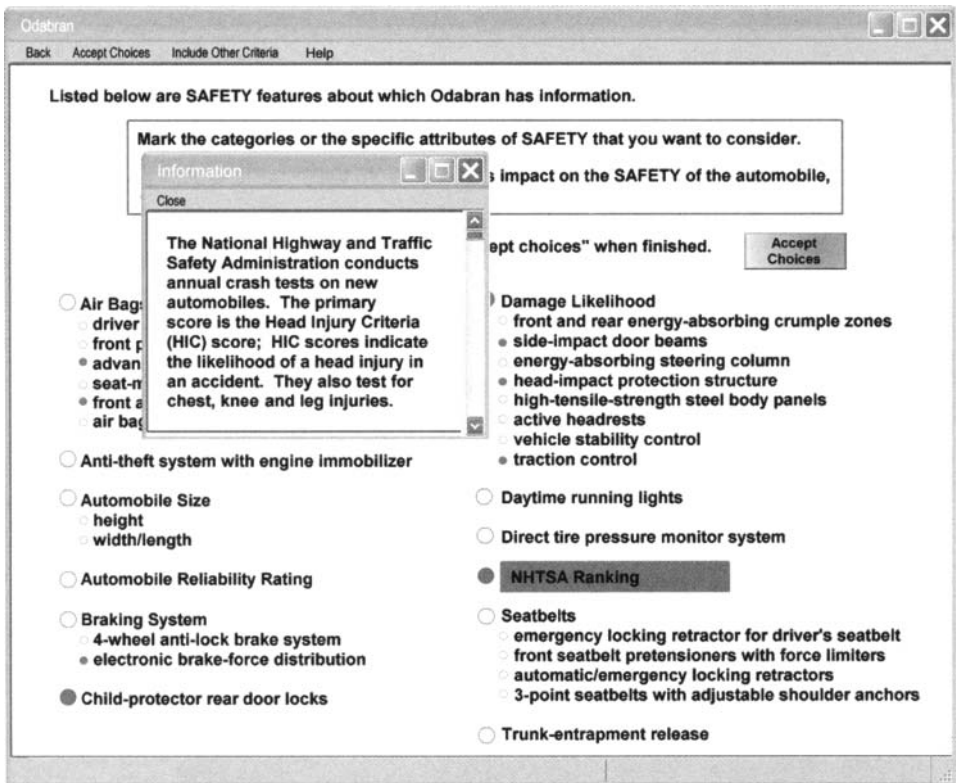 Odabran
Back Accept Choices Include Other Criteria Help
Listed below are SAFETY features about which Odabran has information.
Mark the categories or the specific attributes of SAFETY that you want to consider.
impact on the SAFETY of the automobile,
choices" when finished.
Accept
Choices
Information
Close
The National Highway and Traffic
Safety Administration conducts
annual crash tests on new
automobiles. The primary
score is the Head Injury Criteria
(HIC) score; HIC scores indicate
the likelihood of a head injury in
an accident. They also test for
chest, knee and leg injuries.
Air Bags
driver
front
front
air
Anti-theft system with engine immobilizer
Automobile Size
height
width/length
Automobile Reliability Rating
Braking System
4-wheel anti-lock brake system
electronic brake-force distribution
Child-protector rear door locks
Damage Likelihood
front and rear energy-absorbing crumple zones
side-impact door beams
energy-absorbing steering column
head-impact protection structure
high-tensile-strength steel body panels
active headrests
vehicle stability control
traction control
Daytime running lights
Direct tire pressure monitor system
NHTSA Ranking
Seatbelts
emergency locking retractor for driver's seatbelt
front seatbelt pretensioners with force limiters
automatic/emergency locking retractors
3-point seatbelts with adjustable shoulder anchors
Trunk-entrapment release